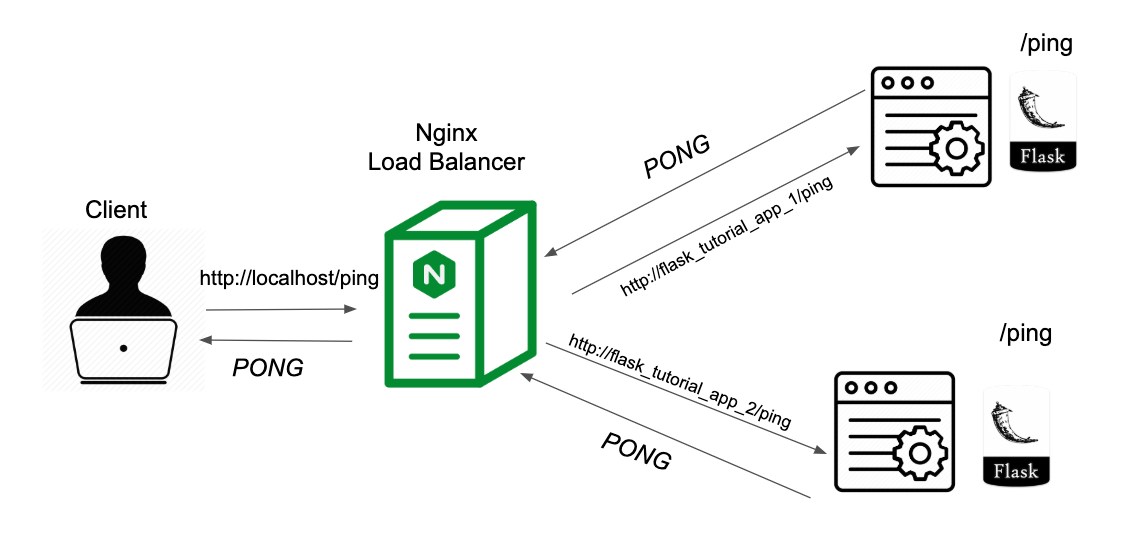 /ping
Flask
PONG
http://flask_tutorial_app_1/ping
Nginx
Load Balancer
Client
http://localhost/ping
N
PONG
http://flask_tutorial_app_2/ping
PONG
/ping
Flask